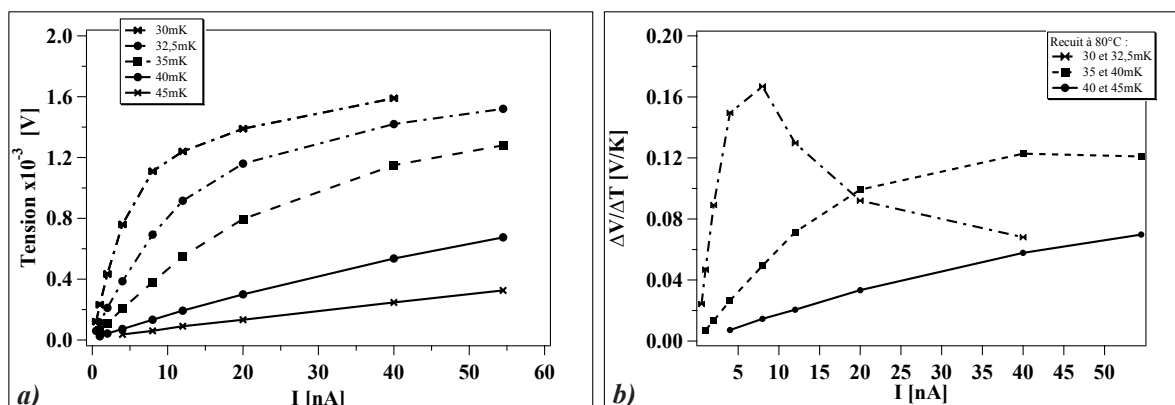 30mK
32,5mK
35mK
40mK
45mK
Tension x10-3 [V]
2.0
1.6
1.2
0.8
0.4
0.0
0 10 20 30 40 50 60
I [nA]
a)
Recuit à 80°C :
30 et 32,5mK
35 et 40mK
40 et 45mK
ΔV/ΔT [V/K]
0.20
0.16
0.12
0.08
0.04
0.00
5 10 15 20 25 30 35 40 45 50
I [nA]
b)